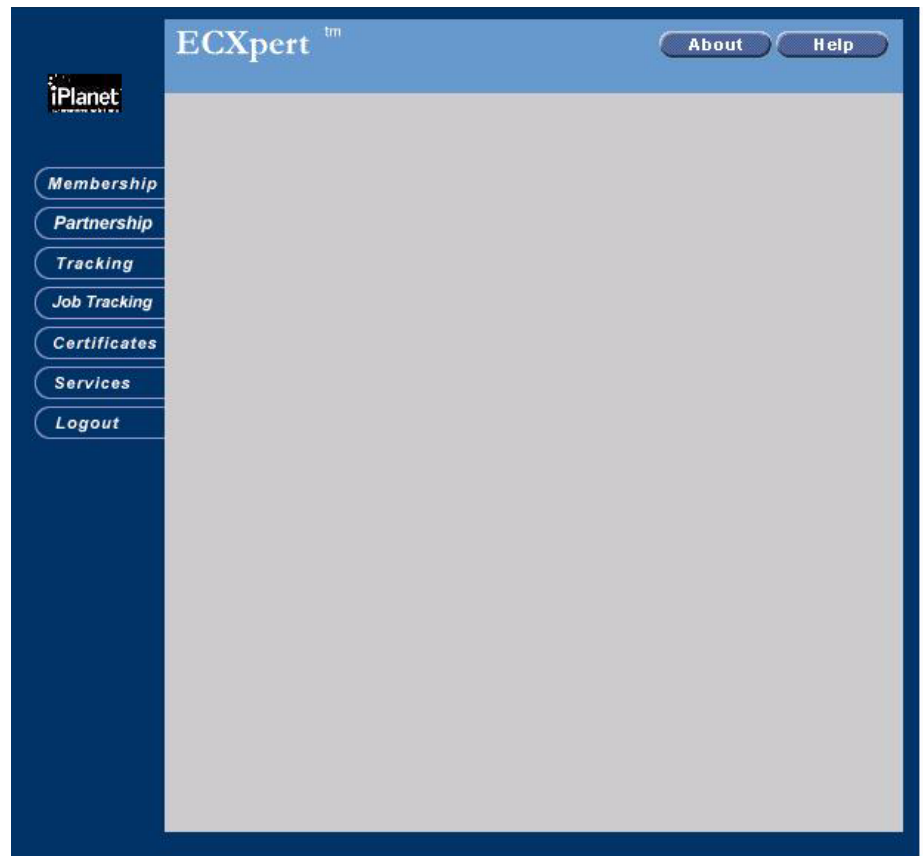 ECXpert tm
About
Help
iPlanet
Membership
Partnership
Tracking
Job Tracking
Certificates
Services
Logout